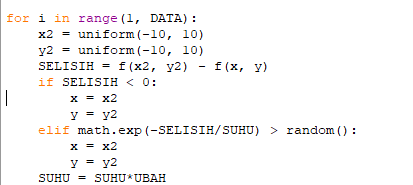 for i in range(1, DATA):
    x2 = uniform(-10, 10)
    y2 = uniform(-10, 10)
    SELISIH = f(x2, y2) - f(x, y)
    if SELISIH < 0:
        x = x2
        y = y2
    elif math.exp(-SELISIH/SUHU) > random():
        x = x2
        y = y2
    SUHU = SUHU*UBAH